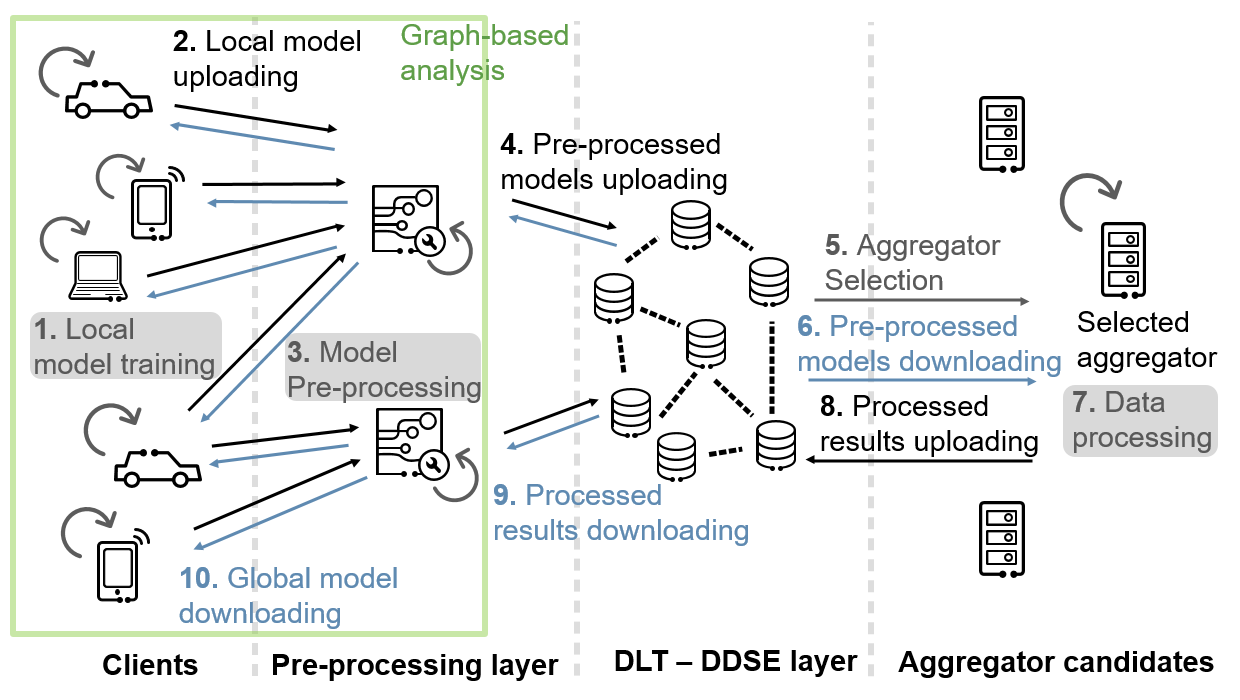 2. Local model
uploading
Graph-based
analysis
4. Pre-processed
models uploading
5. Aggregator
Selection
6. Pre-processed
models downloading
Selected
aggregator
1. Local
model training
3. Model
Pre-processing
7. Data
processing
8. Processed
results uploading
9. Processed
results downloading
10. Global model
downloading
Clients
Pre-processing layer
DLT – DDSE layer
Aggregator candidates